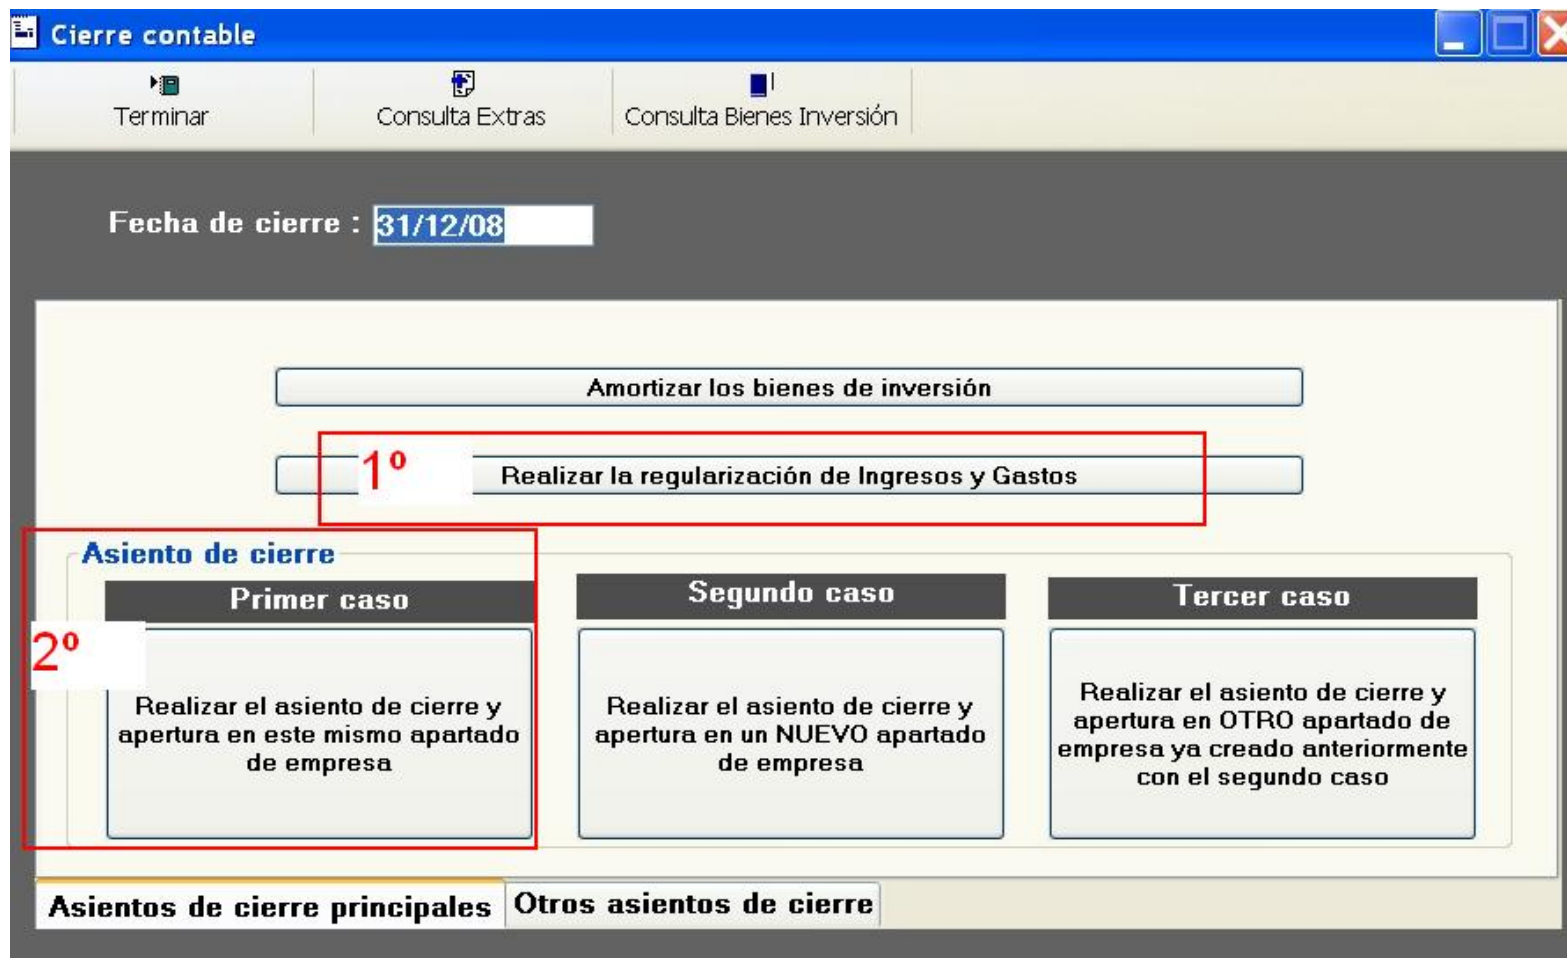 Cierre contable
Terminar
Consulta Extras
Consulta Bienes Inversión
Fecha de cierre : 31/12/08
Amortizar los bienes de inversión
1º
Realizar la regularización de Ingresos y Gastos
Asiento de cierre
2º
Primer caso
Realizar el asiento de cierre y
apertura en este mismo apartado
de empresa
Segundo caso
Realizar el asiento de cierre y
apertura en un NUEVO apartado
de empresa
Tercer caso
Realizar el asiento de cierre y
apertura en OTRO apartado de
empresa ya creado anteriormente
con el segundo caso
Asientos de cierre principales
Otros asientos de cierre